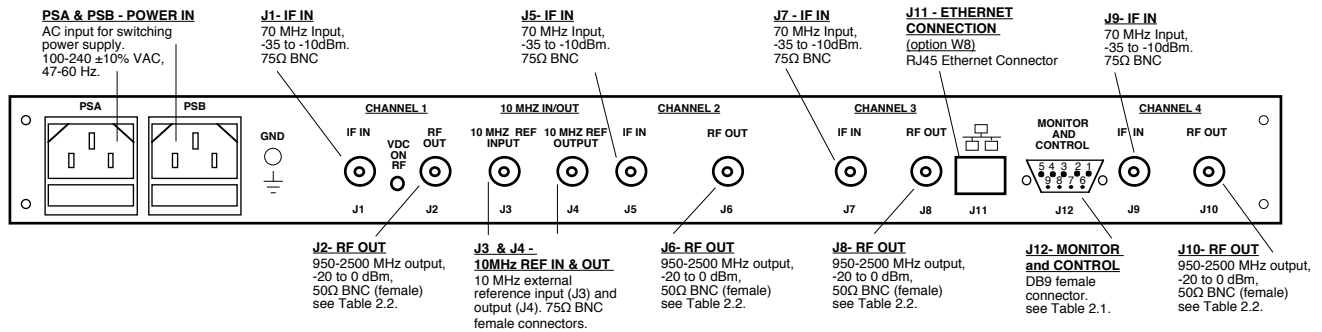 PSA & PSB - POWER IN
AC input for switching
power supply.
100-240 ±10% VAC,
47-60 Hz.
J1- IF IN
70 MHz Input,
-35 to -10dBm.
75Ω BNC
J5- IF IN
70 MHz Input,
-35 to -10dBm.
75Ω BNC
J7 - IF IN
70 MHz Input,
-35 to -10dBm.
75Ω BNC
J11 - ETHERNET
CONNECTION
(option W8)
RJ45 Ethernet Connector
J9- IF IN
70 MHz Input,
-35 to -10dBm.
75Ω BNC
PSA
PSB
GND
CHANNEL 1
IF IN
VDC
ON
RF
RF
OUT
J1
J2
10 MHZ IN/OUT
10 MHZ REF
INPUT
10 MHZ REF
OUTPUT
J3
J4
CHANNEL 2
IF IN
RF OUT
J5
J6
CHANNEL 3
IF IN
RF OUT
J7
J8
J11
MONITOR
AND
CONTROL
5 4 3 2 1
9 8 7 6
J12
CHANNEL 4
IF IN
RF OUT
J9
J10
J2- RF OUT
950-2500 MHz output,
-20 to 0 dBm,
50Ω BNC (female)
see Table 2.2.
J3 & J4 -
10MHz REF IN & OUT
10 MHz external
reference input (J3) and
output (J4). 75Ω BNC
female connectors.
J6- RF OUT
950-2500 MHz output,
-20 to 0 dBm,
50Ω BNC (female)
see Table 2.2.
J8- RF OUT
950-2500 MHz output,
-20 to 0 dBm,
50Ω BNC (female)
see Table 2.2.
J12- MONITOR
and CONTROL
DB9 female
connector.
see Table 2.1.
J10- RF OUT
950-2500 MHz output,
-20 to 0 dBm,
50Ω BNC (female)
see Table 2.2.